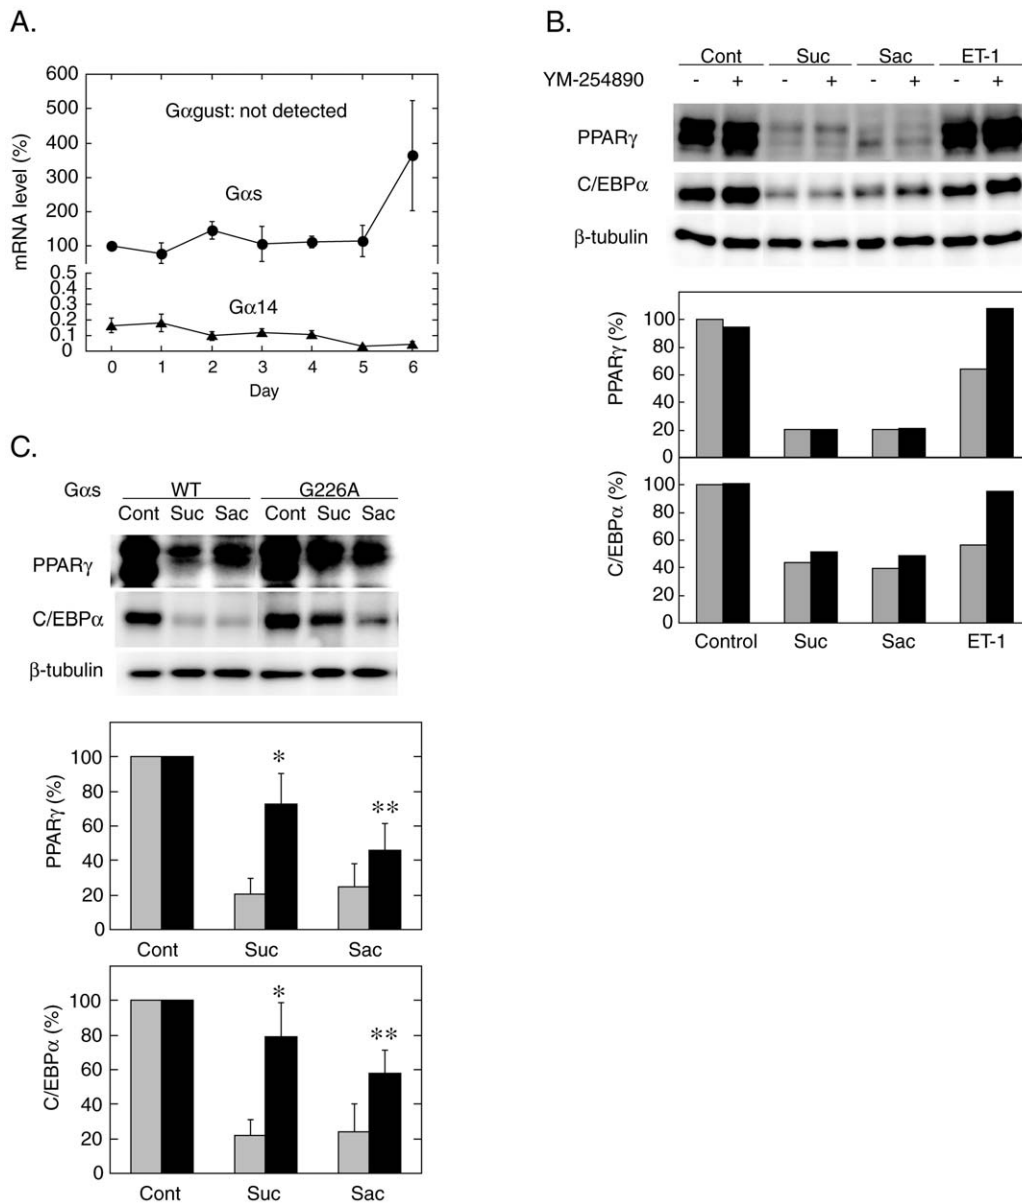 A.
600
500
400
300
200
100
0.5
0.4
0.3
0.2
0.1
0
mRNA level (%)
Gαgust: not detected
Gαs
Gα14
0 1 2 3 4 5 6
Day
B.
Cont Suc Sac ET-1
YM-254890 - + - + - + - +
PPARγ
C/EBPα
β-tubulin
100
80
60
40
20
0
PPARγ (%)
100
80
60
40
20
0
C/EBPα (%)
Control Suc Sac ET-1
C.
Gαs WT G226A
Cont Suc Sac Cont Suc Sac
PPARγ
C/EBPα
β-tubulin
100
80
60
40
20
0
PPARγ (%)
*
**
Cont Suc Sac
100
80
60
40
20
0
C/EBPα (%)
*
**
Cont Suc Sac